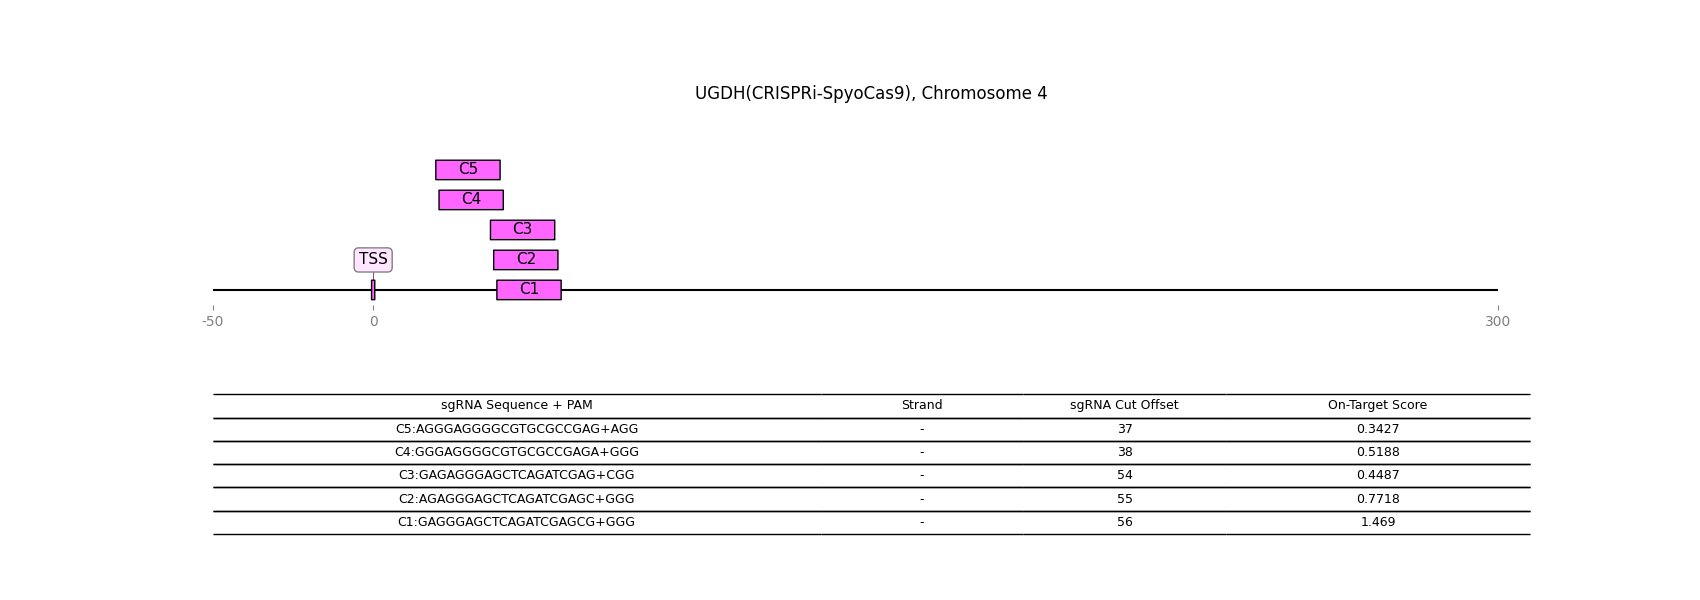 UGDH(CRISPRi-SpyoCas9), Chromosome 4
C5
C4
C3
TSS
C2
C1
-50 0 300
sgRNA Sequence + PAM Strand sgRNA Cut Offset On-Target Score
C5:AGGGAGGGGCGTGCGCCGAG+AGG - 37 0.3427
C4:GGGAGGGGCGTGCGCCGAGA+GGG - 38 0.5188
C3:GAGAGGGAGCTCAGATCGAG+CGG - 54 0.4487
C2:AGAGGGAGCTCAGATCGAGC+GGG - 55 0.7718
C1:GAGGGAGCTCAGATCGAGCG+GGG - 56 1.469